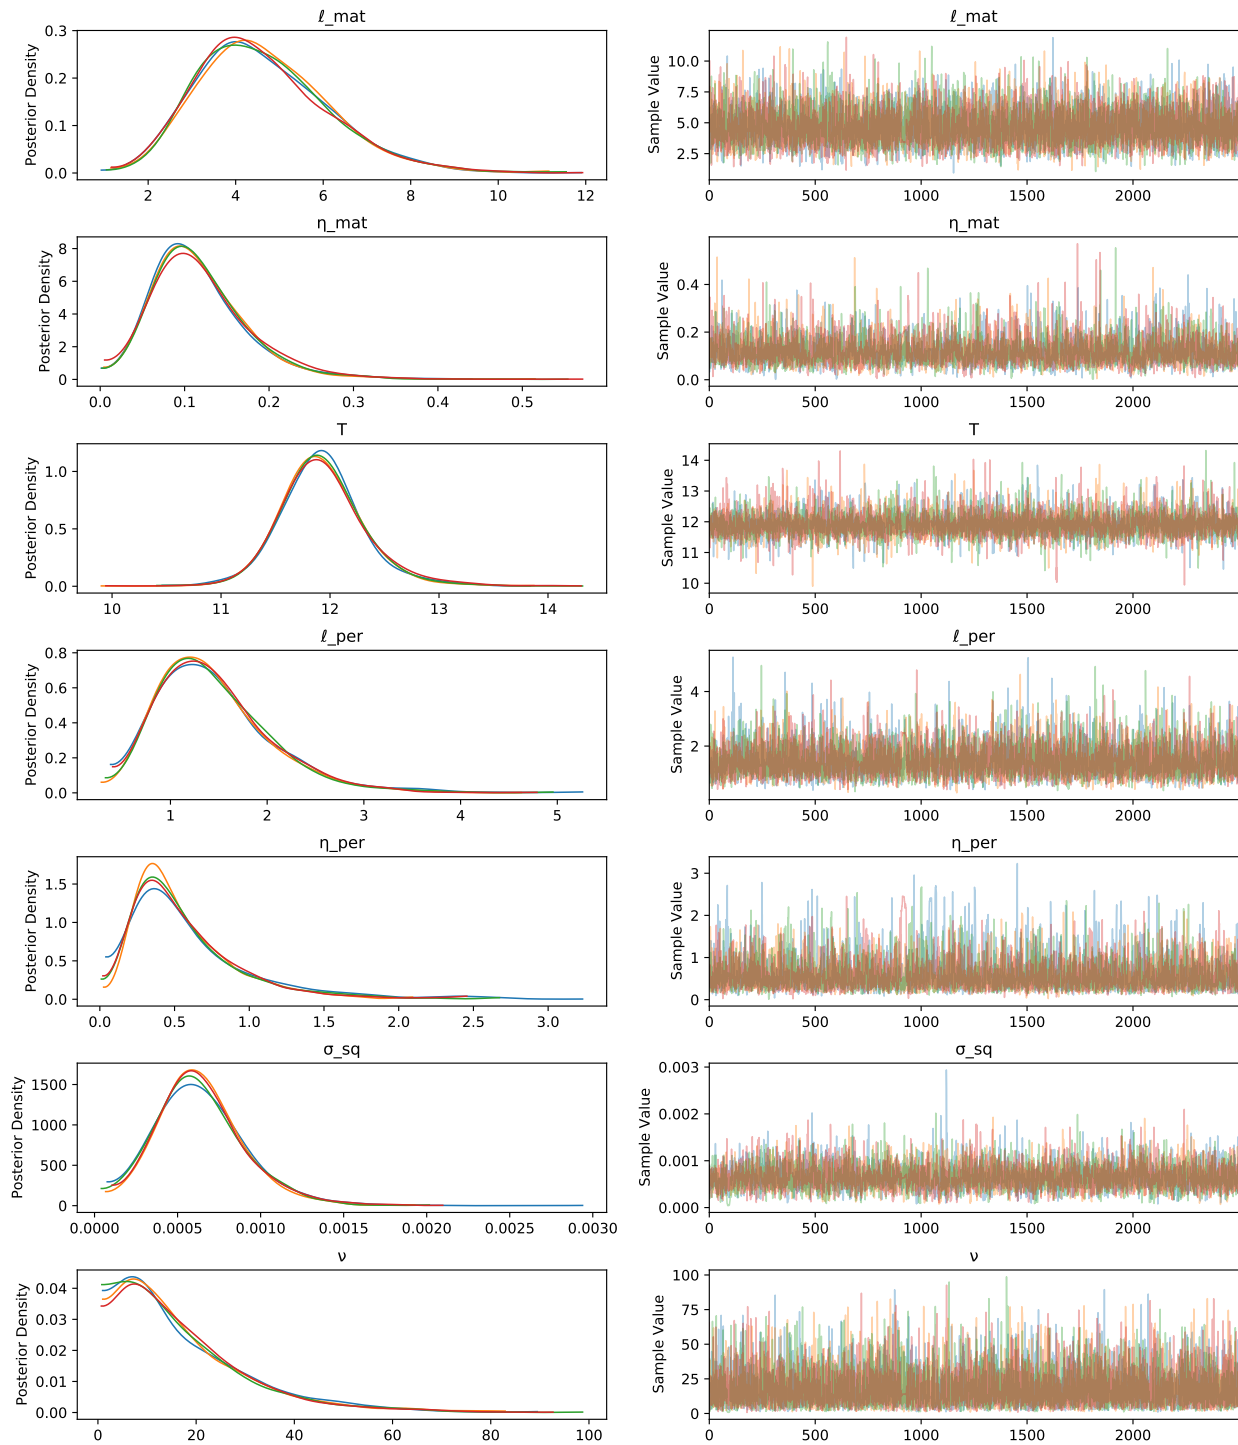 ℓ_mat
Posterior Density
0.3
0.2
0.1
0.0
2 4 6 8 10 12
ℓ_mat
Sample Value
10.0
7.5
5.0
2.5
0 500 1000 1500 2000
η_mat
Posterior Density
8
6
4
2
0
0.0 0.1 0.2 0.3 0.4 0.5
η_mat
Sample Value
0.4
0.2
0.0
0 500 1000 1500 2000
T
Posterior Density
1.0
0.5
0.0
10 11 12 13 14
T
Sample Value
14
13
12
11
10
0 500 1000 1500 2000
ℓ_per
Posterior Density
0.8
0.6
0.4
0.2
0.0
1 2 3 4 5
ℓ_per
Sample Value
4
2
0 500 1000 1500 2000
η_per
Posterior Density
1.5
1.0
0.5
0.0
0.0 0.5 1.0 1.5 2.0 2.5 3.0
η_per
Sample Value
3
2
1
0
0 500 1000 1500 2000
σ_sq
Posterior Density
1500
1000
500
0
0.0000 0.0005 0.0010 0.0015 0.0020 0.0025 0.0030
σ_sq
Sample Value
0.003
0.002
0.001
0.000
0 500 1000 1500 2000
ν
Posterior Density
0.04
0.03
0.02
0.01
0.00
0 20 40 60 80 100
ν
Sample Value
100
75
50
25
0
0 500 1000 1500 2000